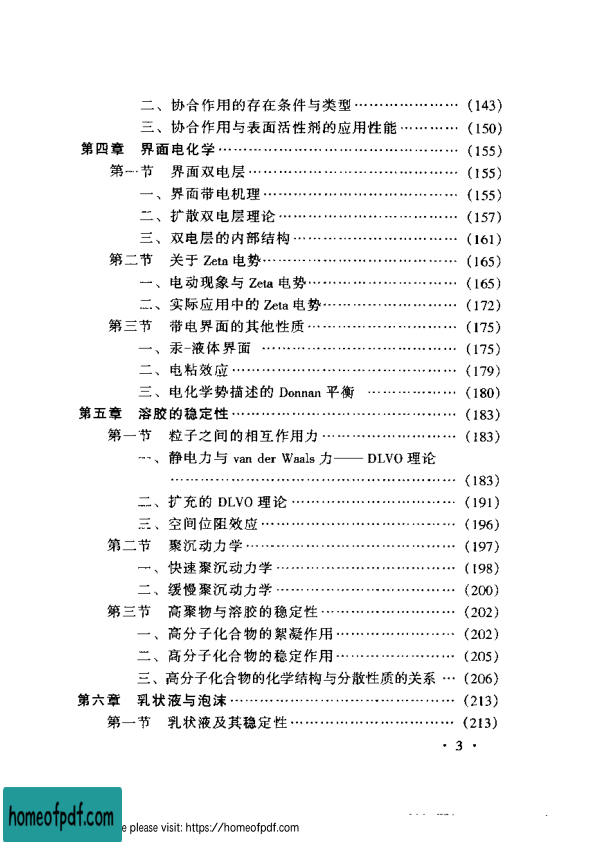 二、协合作用的存在条件与类型…………………(143)
三、协合作用与表面活性剂的应用性能…………(150)
第四章 界面电化学…………………………………………(155)
第一节 界面双电层……………………………………(155)
一、界面带电机理……………………………………(155)
二、扩散双电层理论………………………………(157)
三、双电层的内部结构……………………………(161)
第二节 关于 Zeta 电势…………………………………(165)
一、电动现象与 Zeta 电势…………………………(165)
二、实际应用中的 Zeta 电势………………………(172)
第三节 带电界面的其他性质…………………………(175)
一、汞-液体界面 …………………………………(175)
二、电粘效应………………………………………(179)
三、电化学势描述的 Donnan 平衡 ………………(180)
第五章 溶胶的稳定性………………………………………(183)
第一节 粒子之间的相互作用力………………………(183)
一、静电力与 van der Waals 力—— DLVO 理论
…………………………………………………(183)
二、扩充的 DLVO 理论……………………………(191)
三、空间位阻效应…………………………………(196)
第二节 聚沉动力学……………………………………(197)
一、快速聚沉动力学………………………………(198)
二、缓慢聚沉动力学………………………………(200)
第三节 高聚物与溶胶的稳定性………………………(202)
一、高分子化合物的絮凝作用……………………(202)
二、高分子化合物的稳定作用……………………(205)
三、高分子化合物的化学结构与分散性质的关系 …(206)
第六章 乳状液与泡沫………………………………………(213)
第一节 乳状液及其稳定性……………………………(213)
· 3 ·
homeofpdf.com
e please visit: https://homeofpdf.com